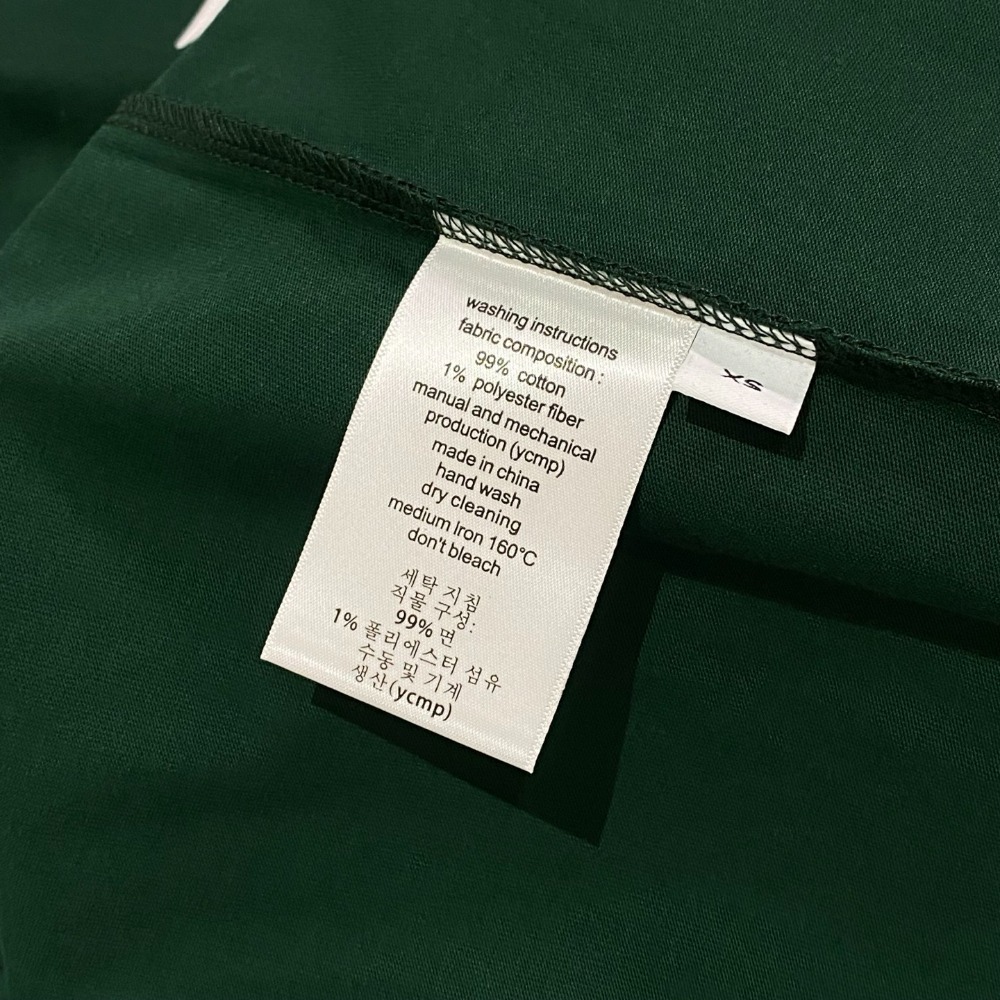 washing instructions
fabric composition :
99% cotton
1% polyester fiber
manual and mechanical
production (ycmp)
made in china
hand wash
dry cleaning
medium Iron 160°C
don't bleach
세탁 지침
직물 구성:
99% 면
1% 폴리에스터 섬유
수동 및 기계
생산(ycmp)
XS